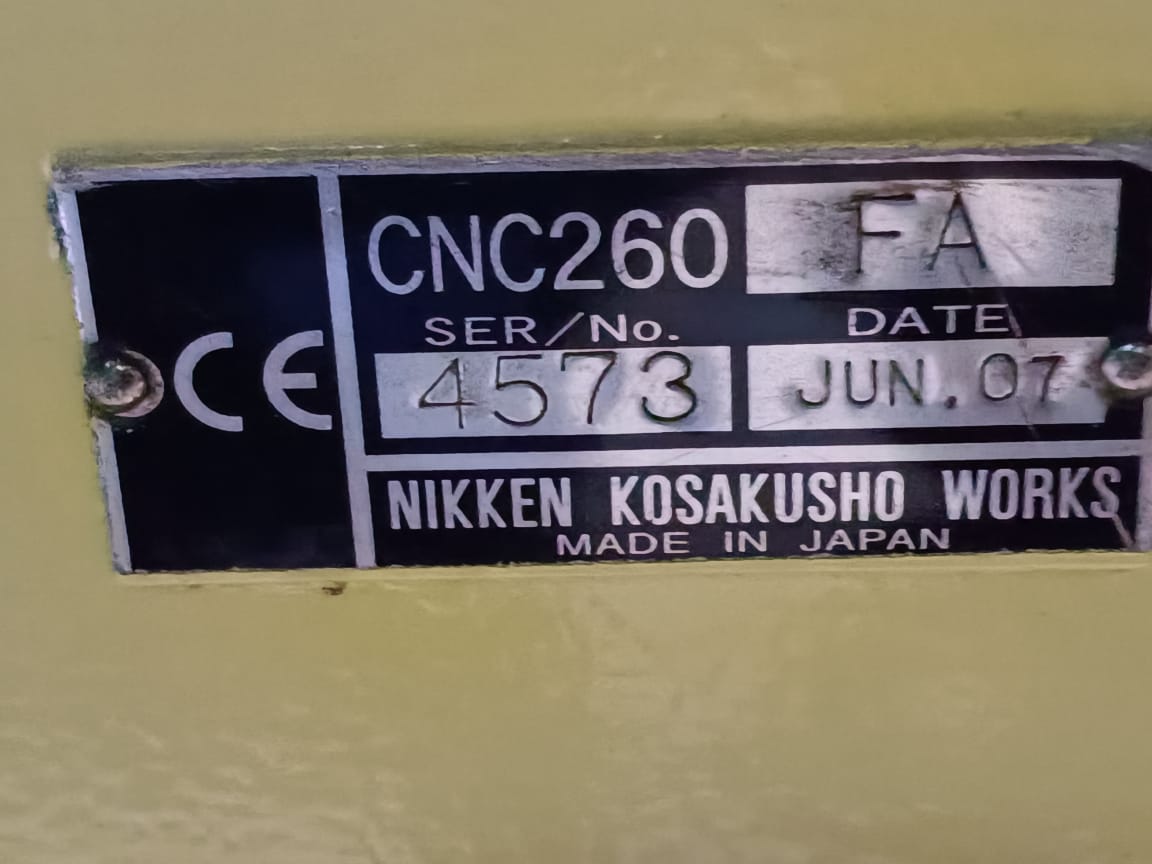 CE
CNC260 FA
SER/No. DATE
4573 JUN.07
NIKKEN KOSAKUSHO WORKS
MADE IN JAPAN